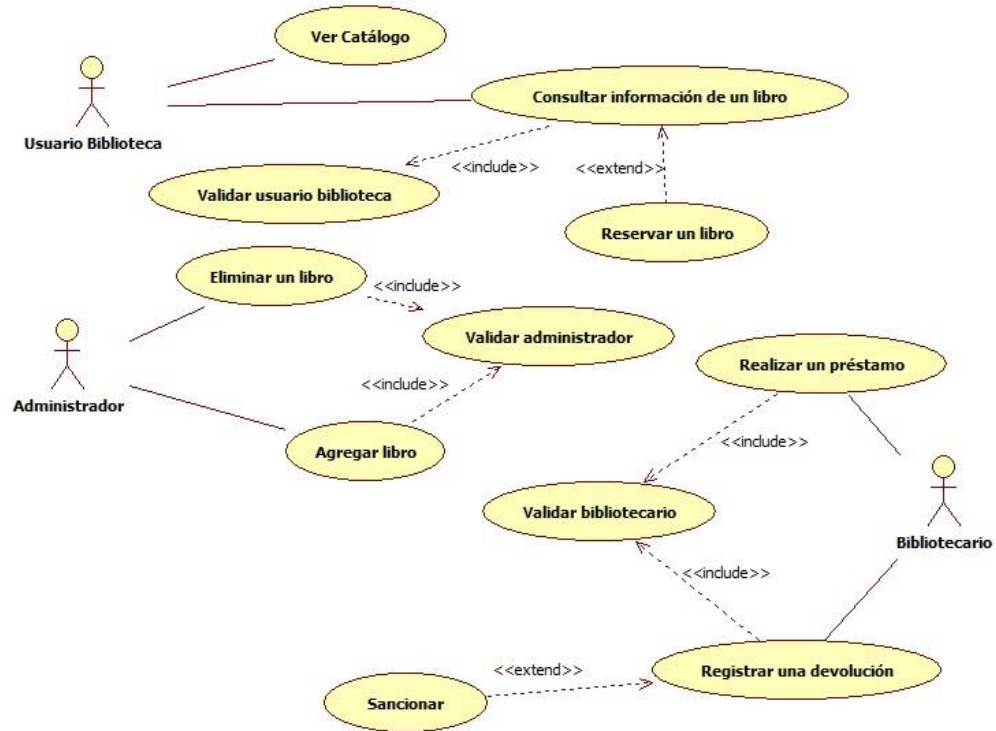 Ver Catálogo
Usuario Biblioteca
Consultar información de un libro
<<include>>
<<extend>>
Validar usuario biblioteca
Reservar un libro
Eliminar un libro
<<include>>
Validar administrador
Realizar un préstamo
Administrador
<<include>>
Agregar libro
<<include>>
Validar bibliotecario
Bibliotecario
<<include>>
<<extend>>
Registrar una devolución
Sancionar